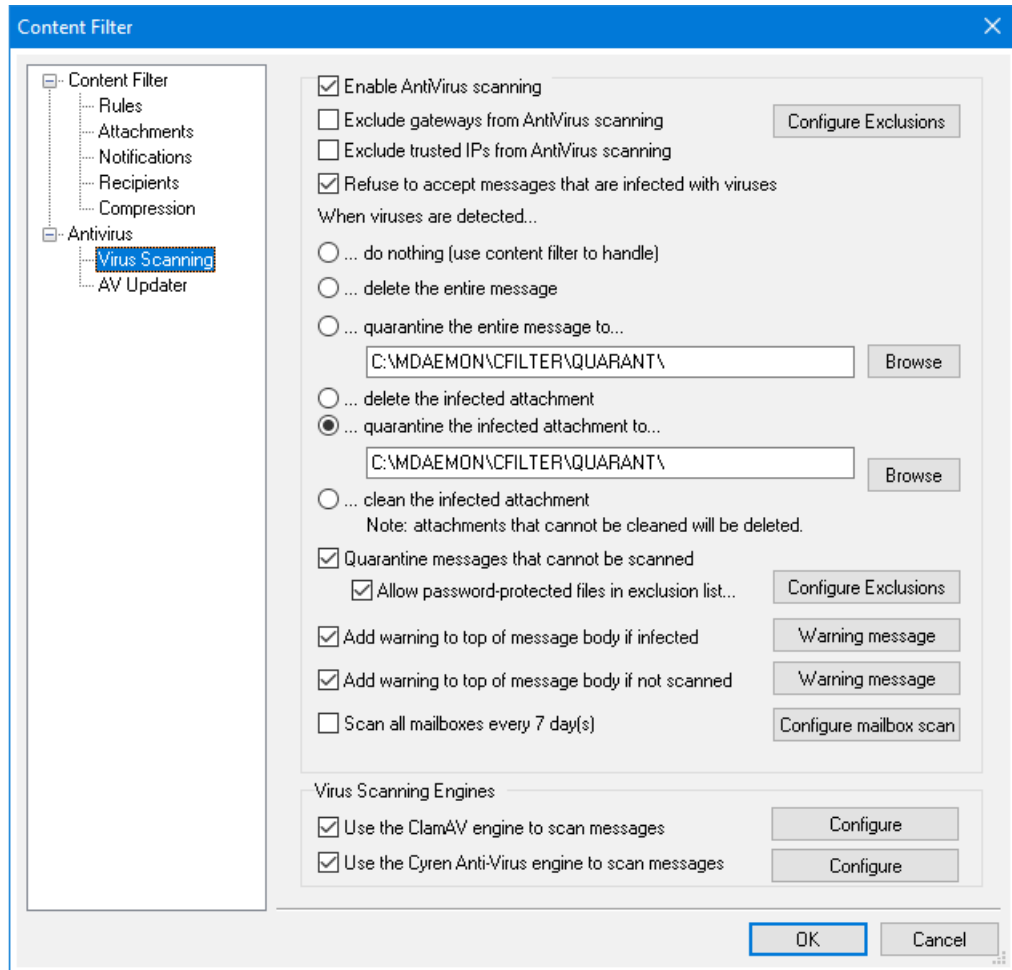 Content Filter
Content Filter
Rules
Attachments
Notifications
Recipients
Compression
Antivirus
Virus Scanning
AV Updater
Enable AntiVirus scanning
Exclude gateways from AntiVirus scanning
Configure Exclusions
Exclude trusted IPs from AntiVirus scanning
Refuse to accept messages that are infected with viruses
When viruses are detected...
... do nothing (use content filter to handle)
... delete the entire message
... quarantine the entire message to...
C:\MDAEMON\CFILTER\QUARANT\
Browse
... delete the infected attachment
... quarantine the infected attachment to...
C:\MDAEMON\CFILTER\QUARANT\
Browse
... clean the infected attachment
Note: attachments that cannot be cleaned will be deleted.
Quarantine messages that cannot be scanned
Allow password-protected files in exclusion list...
Configure Exclusions
Add warning to top of message body if infected
Warning message
Add warning to top of message body if not scanned
Warning message
Scan all mailboxes every 7 day(s)
Configure mailbox scan
Virus Scanning Engines
Use the ClamAV engine to scan messages
Configure
Use the Cyren Anti-Virus engine to scan messages
Configure
OK
Cancel